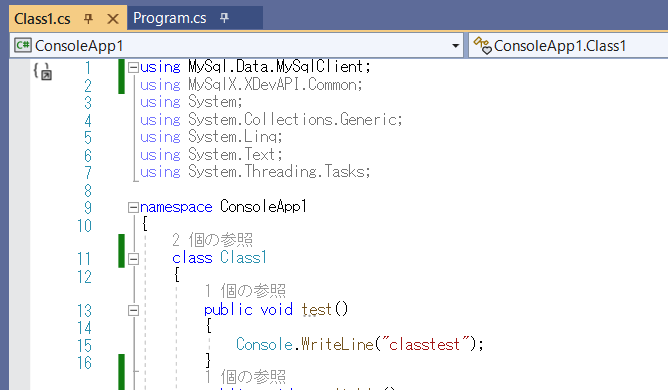 Class1.cs Program.cs
ConsoleApp1 ConsoleApp1.Class1
1 using MySql.Data.MySqlClient;
2 using MySqlX.XDevAPI.Common;
3 using System;
4 using System.Collections.Generic;
5 using System.Linq;
6 using System.Text;
7 using System.Threading.Tasks;
8
9 namespace ConsoleApp1
10 {
2 個の参照
11 class Class1
12 {
1 個の参照
13 public void test()
14 {
15 Console.WriteLine("classtest");
16 }
1 個の参照